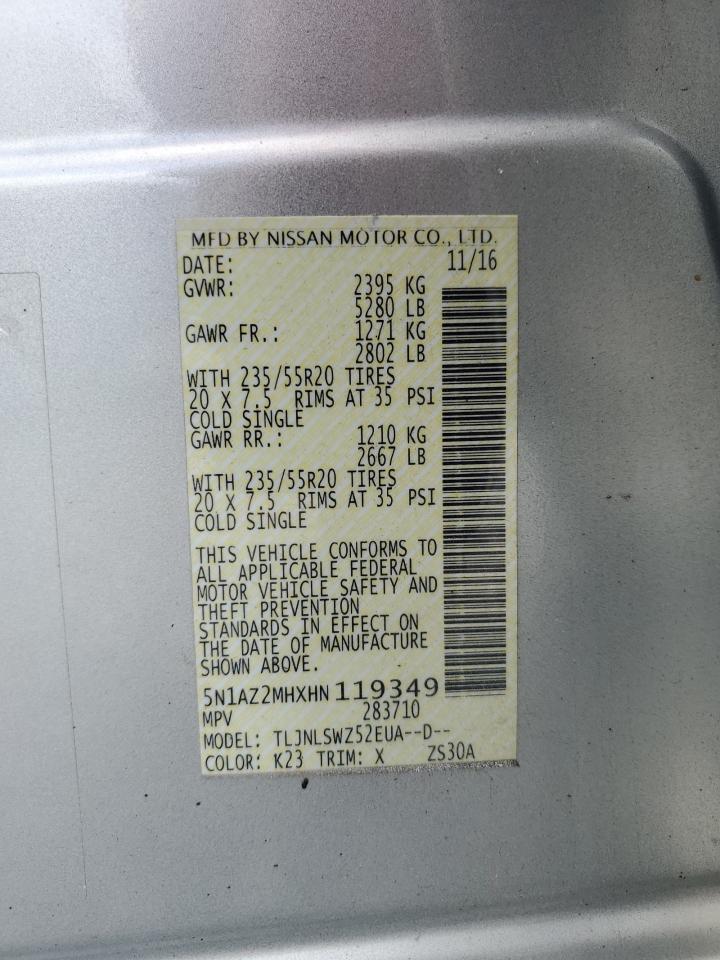 MFD BY NISSAN MOTOR CO., LTD.
DATE: 11/16
GVWR: 2395 KG
5280 LB
GAWR FR.: 1271 KG
2802 LB
WITH 235/55R20 TIRES
20 X 7.5 RIMS AT 35 PSI
COLD SINGLE
GAWR RR.: 1210 KG
2667 LB
WITH 235/55R20 TIRES
20 X 7.5 RIMS AT 35 PSI
COLD SINGLE
THIS VEHICLE CONFORMS TO
ALL APPLICABLE FEDERAL
MOTOR VEHICLE SAFETY AND
THEFT PREVENTION
STANDARDS IN EFFECT ON
THE DATE OF MANUFACTURE
SHOWN ABOVE.
5N1AZ2MHXHN 119349
MPV 283710
MODEL: TLJNLSWZ52EUA--D--
COLOR: K23 TRIM: X ZS30A